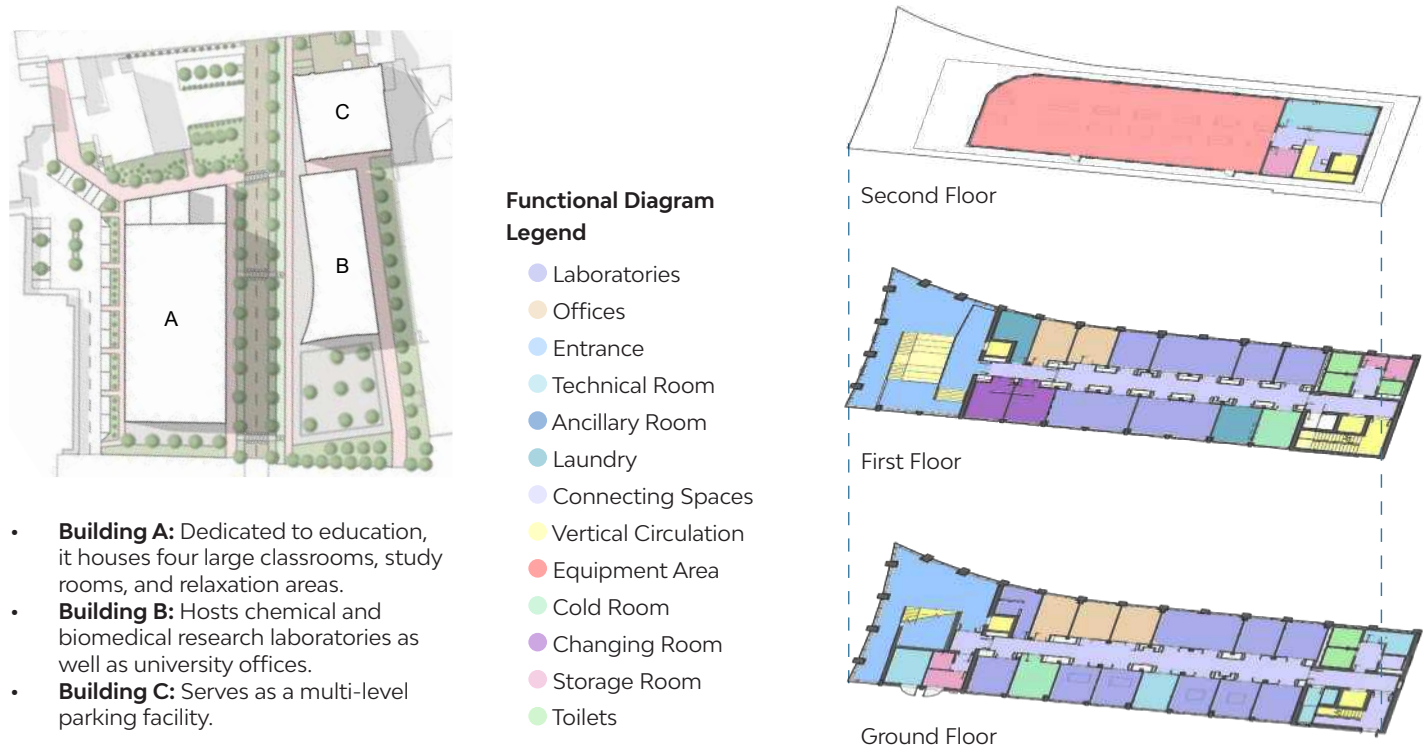 C
B
A
• Building A: Dedicated to education,
it houses four large classrooms, study
rooms, and relaxation areas.
• Building B: Hosts chemical and
biomedical research laboratories as
well as university offices.
• Building C: Serves as a multi-level
parking facility.
Functional Diagram
Legend
Laboratories
Offices
Entrance
Technical Room
Ancillary Room
Laundry
Connecting Spaces
Vertical Circulation
Equipment Area
Cold Room
Changing Room
Storage Room
Toilets
Second Floor
First Floor
Ground Floor